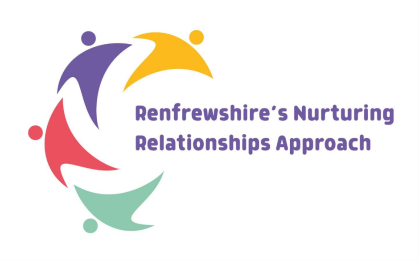 Renfrewshire's Nurturing
Relationships Approach